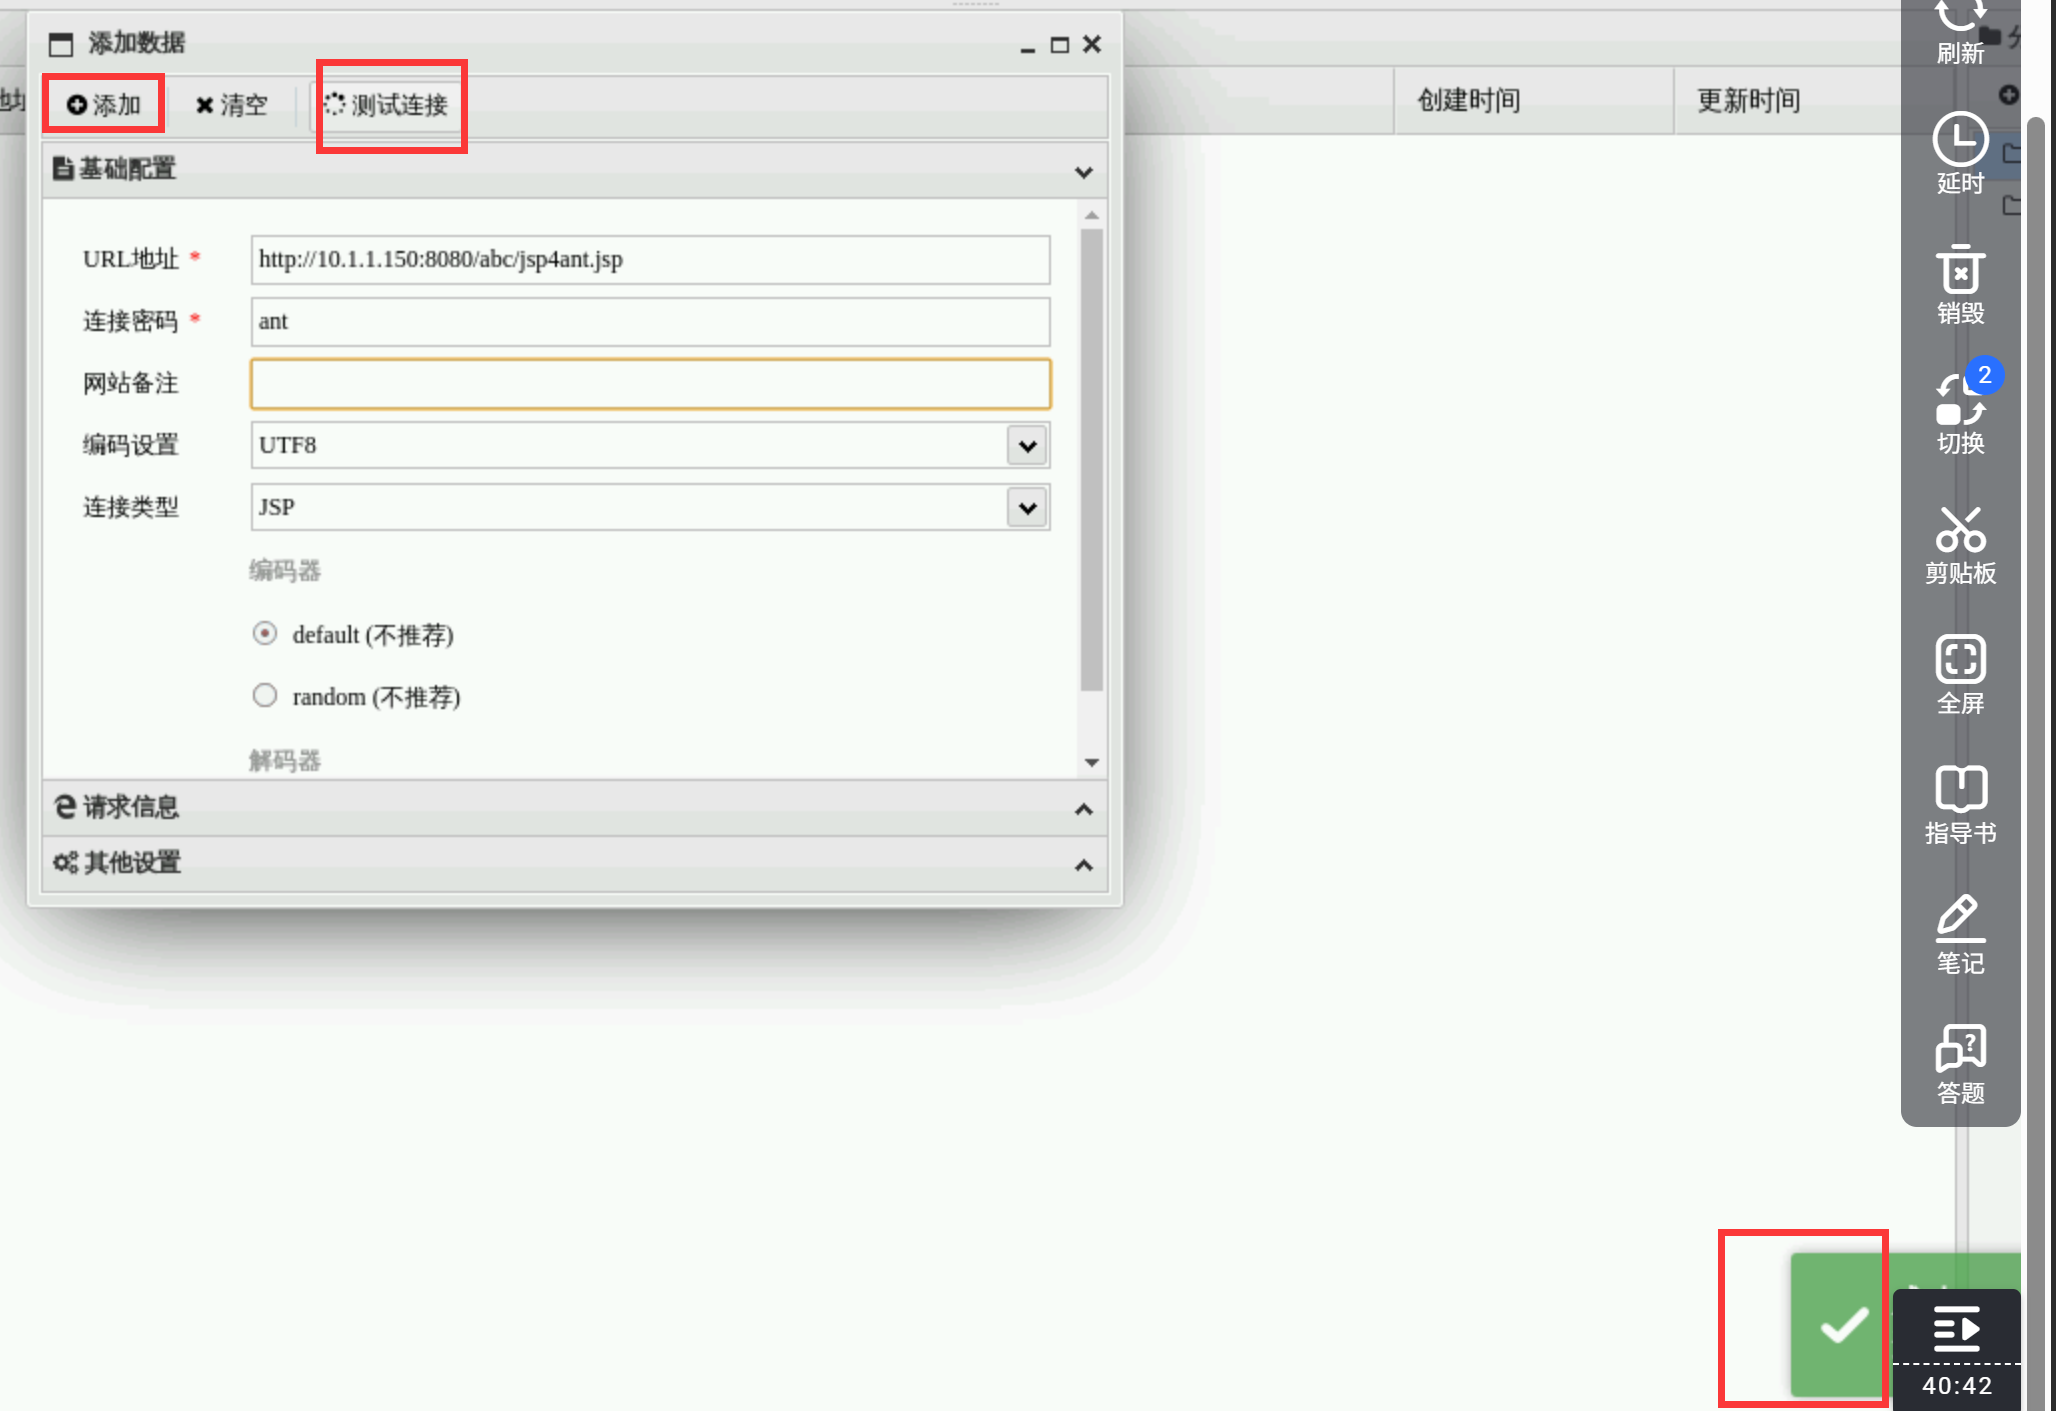 添加数据
添加
清空
测试连接
基础配置
URL地址 *
http://10.1.1.150:8080/abc/jsp4ant.jsp
连接密码 *
ant
网站备注
编码设置
UTF8
连接类型
JSP
编码器
default (不推荐)
random (不推荐)
解码器
请求信息
其他设置
创建时间
更新时间
刷新
延时
销毁
2
切换
剪贴板
全屏
指导书
笔记
答题
40:42